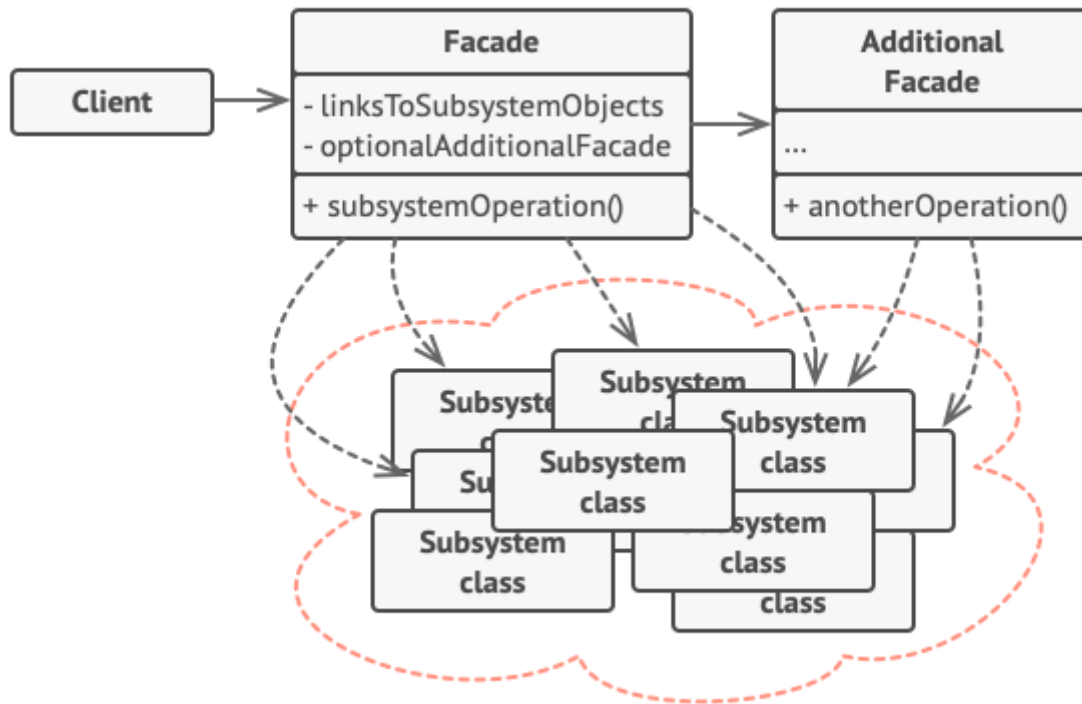 Facade
Additional
Facade
Client
- linksToSubsystemObjects
- optionalAdditionalFacade
...
+ subsystemOperation()
+ anotherOperation()
Subsystem
class
Subsystem
class
Subsystem
class
Subsystem
class
class